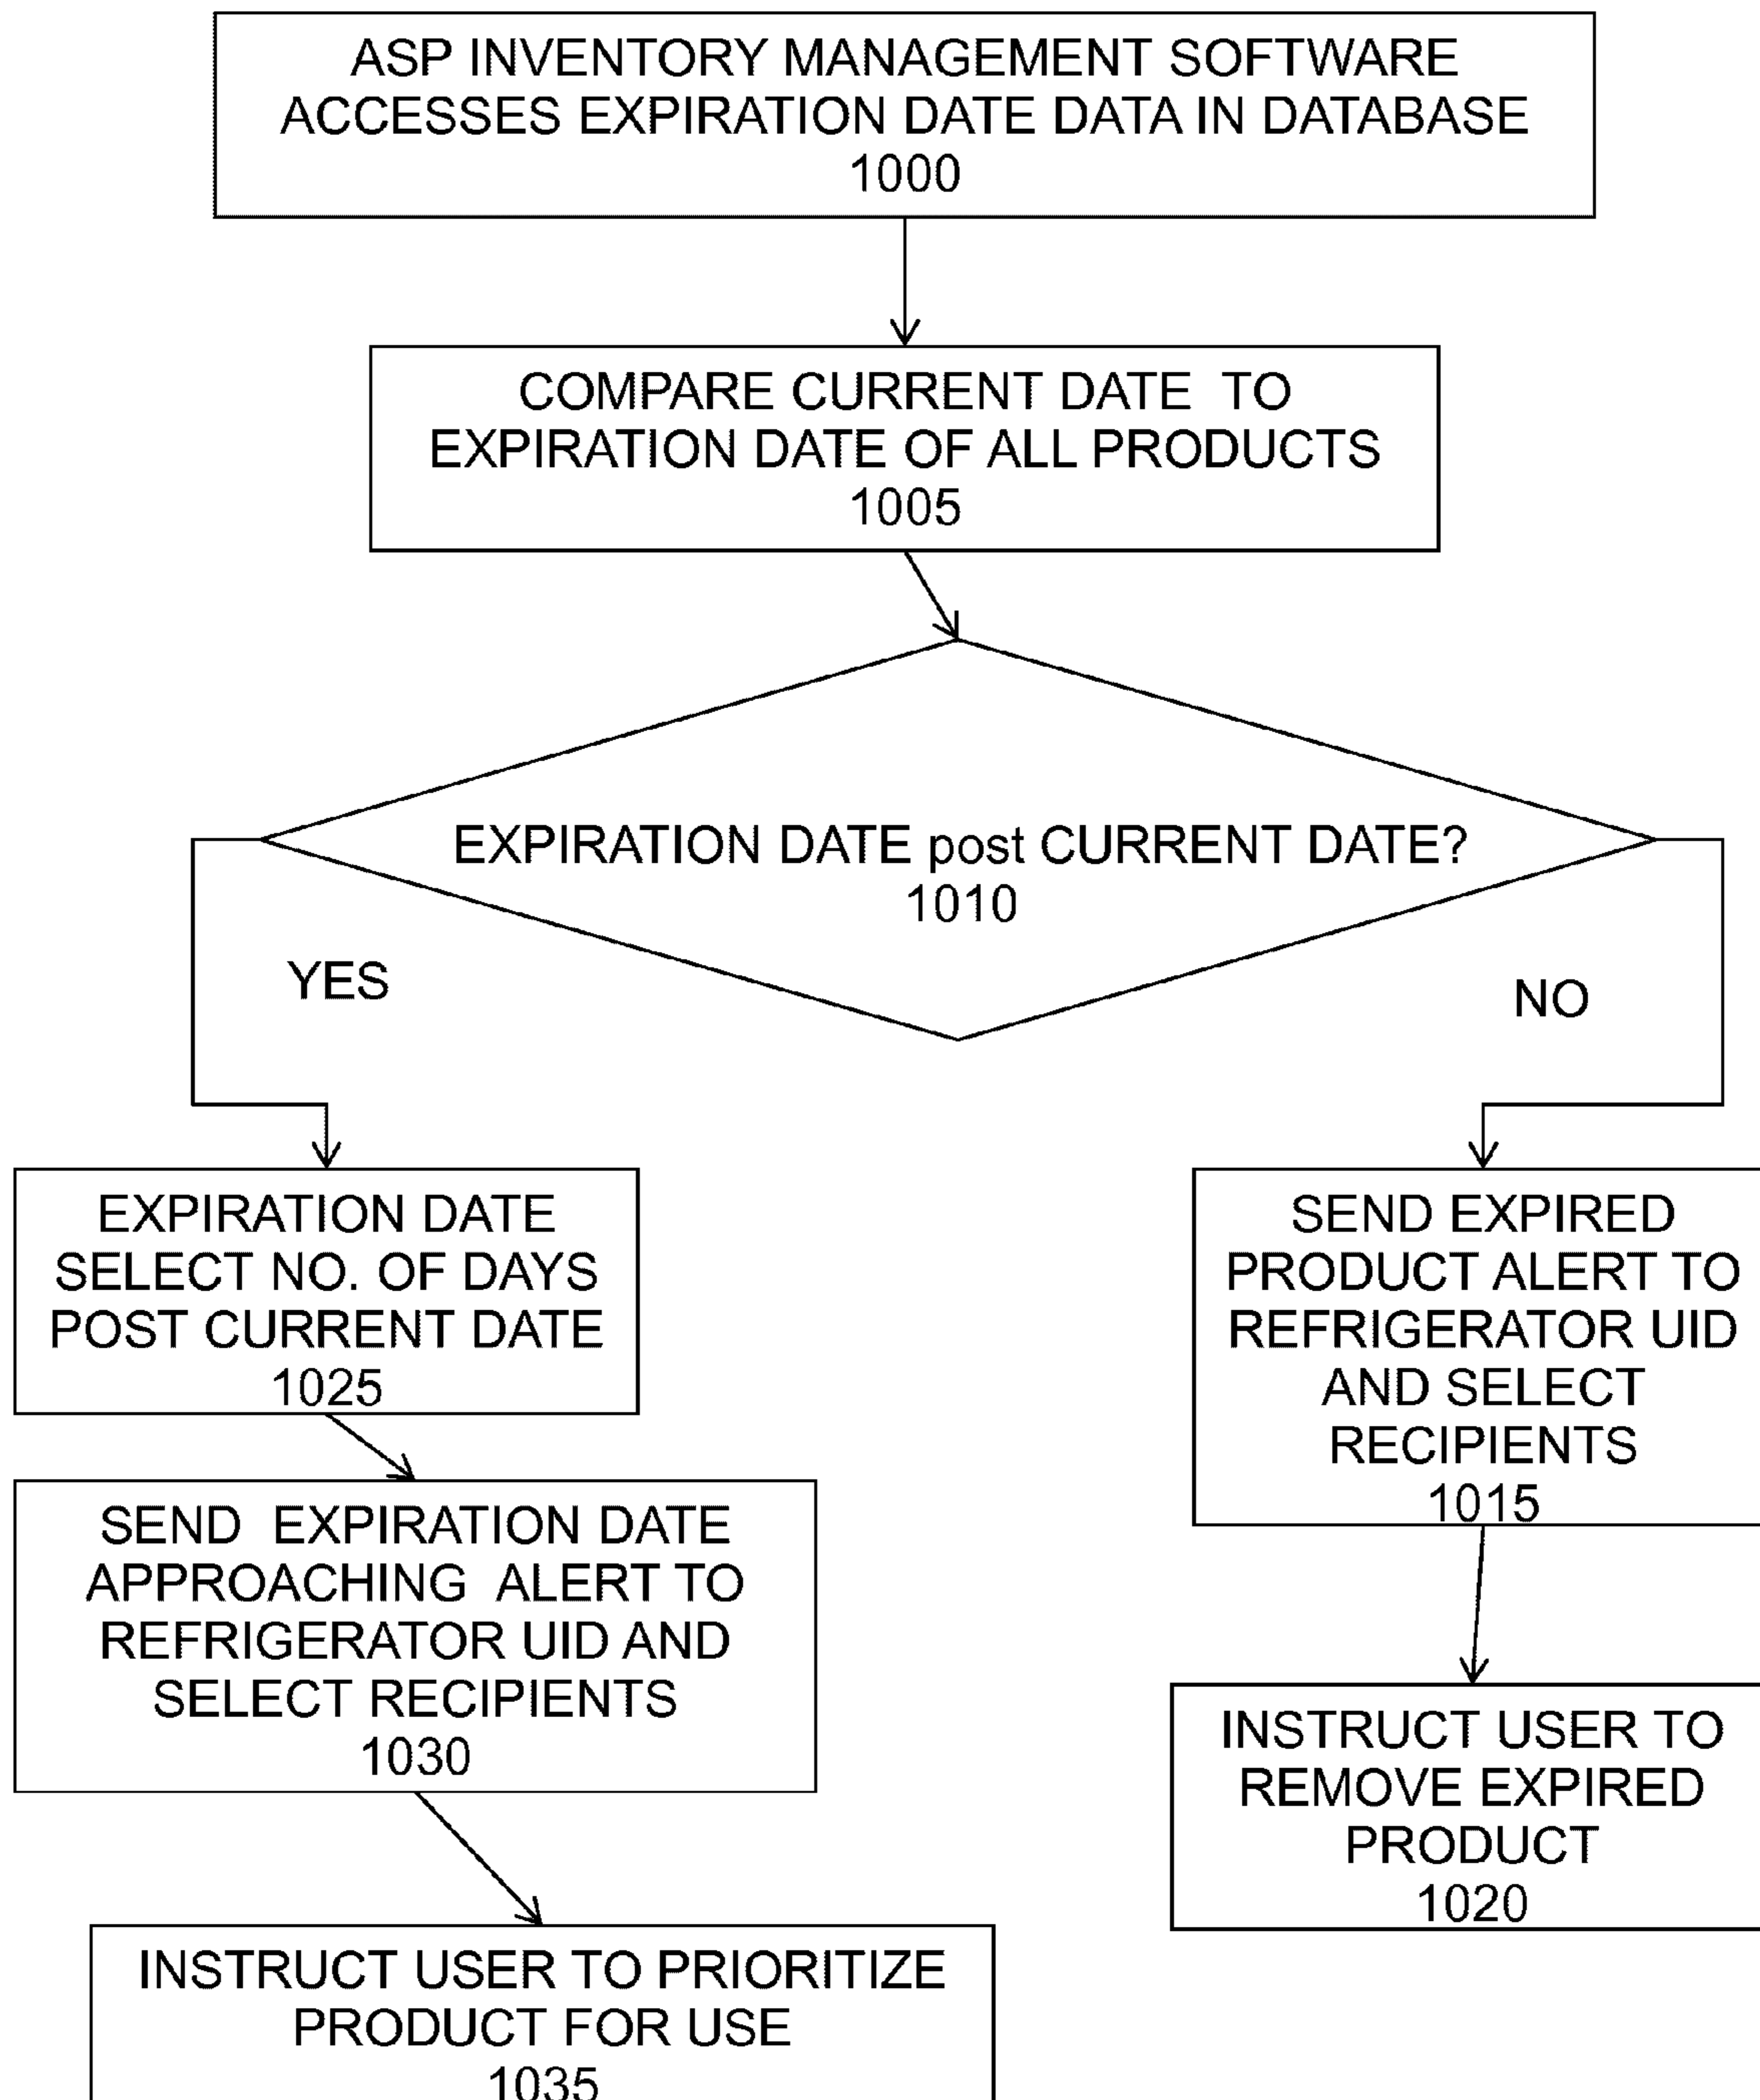 ASP INVENTORY MANAGEMENT SOFTWARE
ACCESSES EXPIRATION DATE DATA IN DATABASE
1000
COMPARE CURRENT DATE TO
EXPIRATION DATE OF ALL PRODUCTS
1005
EXPIRATION DATE post CURRENT DATE?
1010
YES
NO
EXPIRATION DATE
SELECT NO. OF DAYS
POST CURRENT DATE
1025
SEND EXPIRED
PRODUCT ALERT TO
REFRIGERATOR UID
AND SELECT
RECIPIENTS
1015
SEND EXPIRATION DATE
APPROACHING ALERT TO
REFRIGERATOR UID AND
SELECT RECIPIENTS
1030
INSTRUCT USER TO
REMOVE EXPIRED
PRODUCT
1020
INSTRUCT USER TO PRIORITIZE
PRODUCT FOR USE
1035